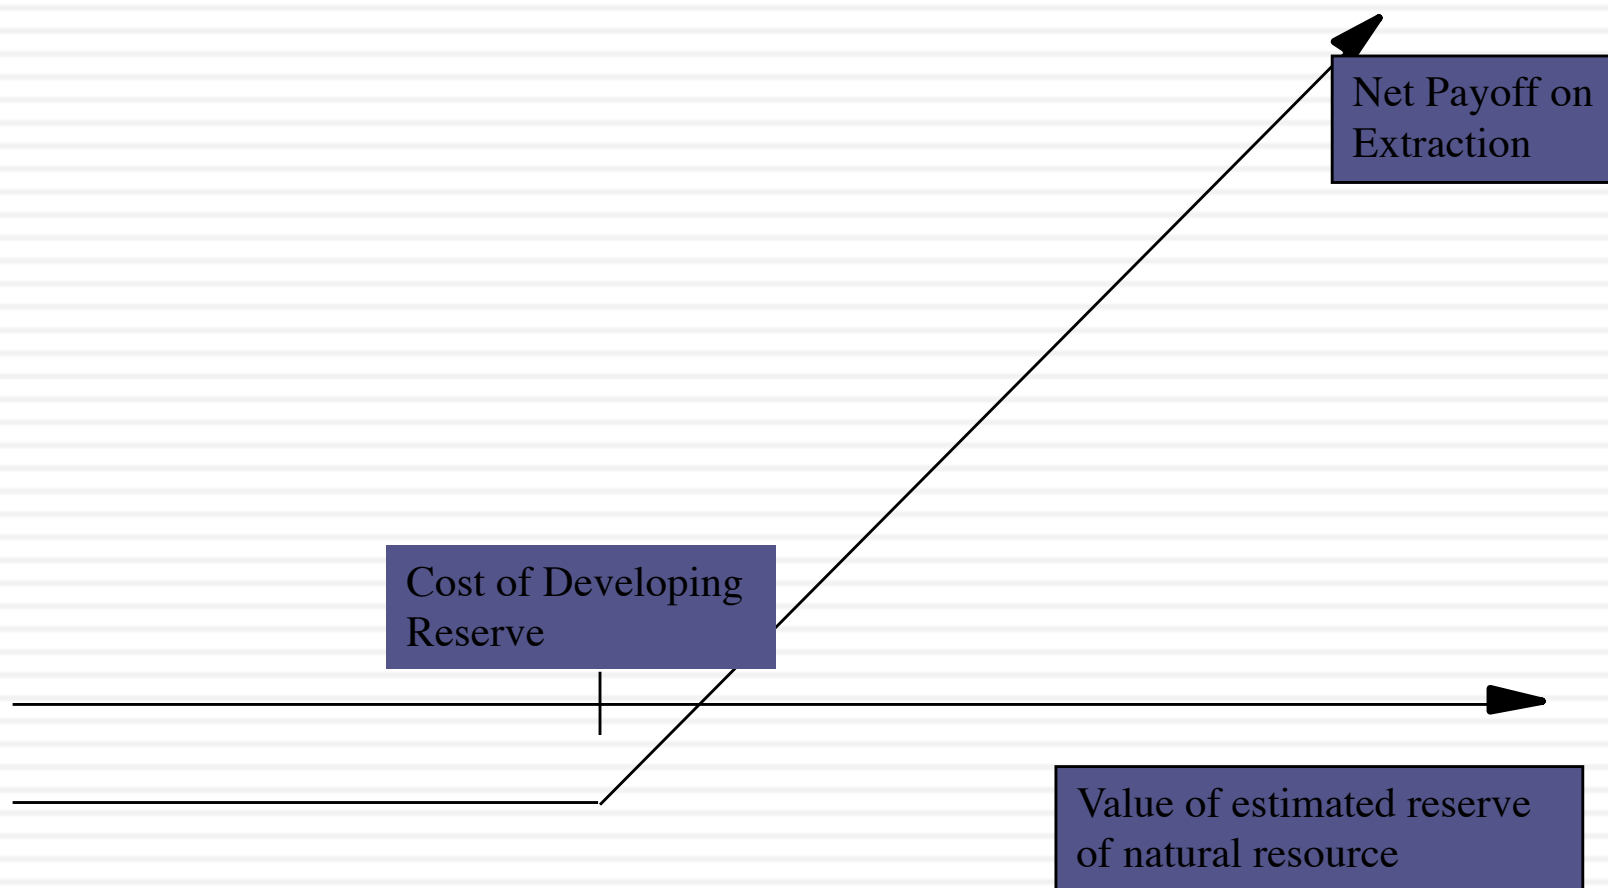 Net Payoff on
Extraction
Cost of Developing
Reserve
Value of estimated reserve
of natural resource